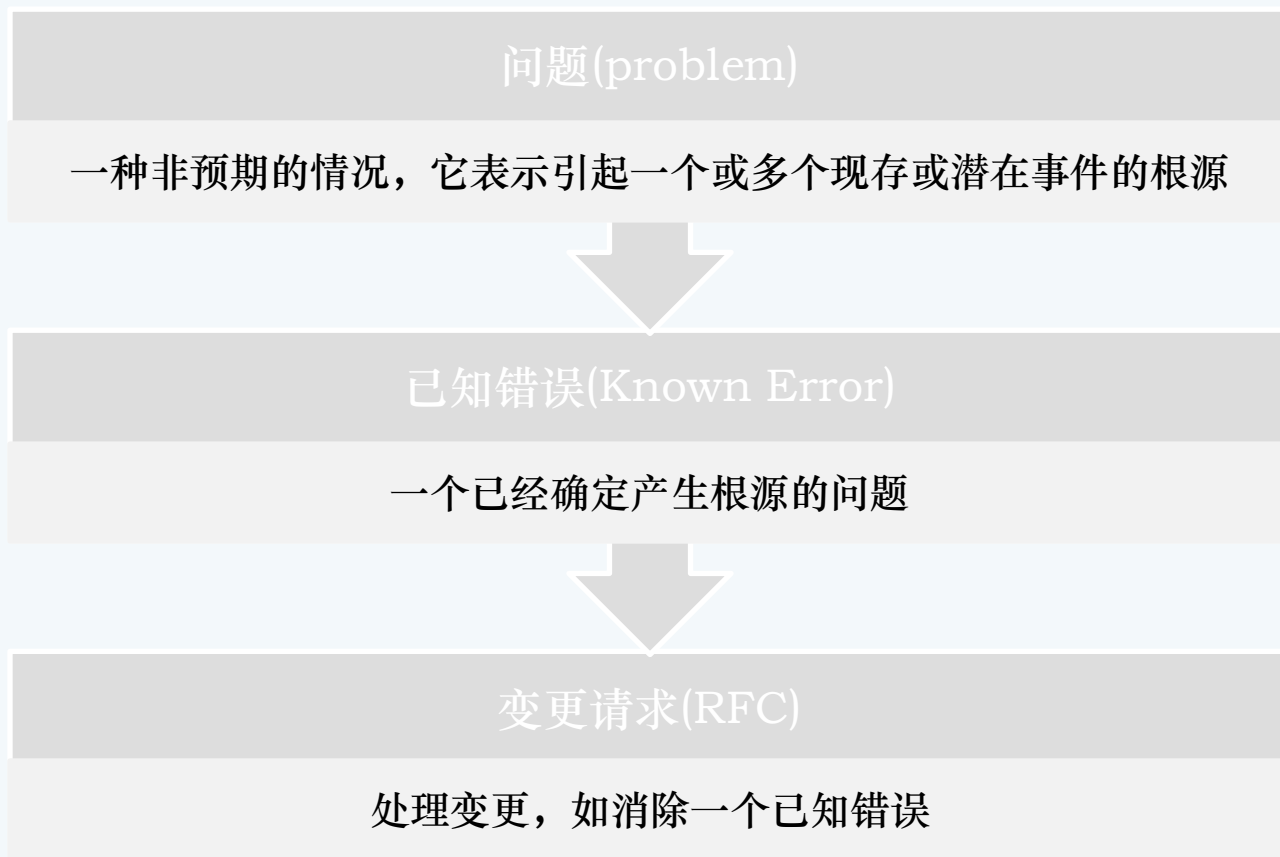 问题(problem)
一种非预期的情况，它表示引起一个或多个现存或潜在事件的根源
已知错误(Known Error)
一个已经确定产生根源的问题
变更请求(RFC)
处理变更，如消除一个已知错误